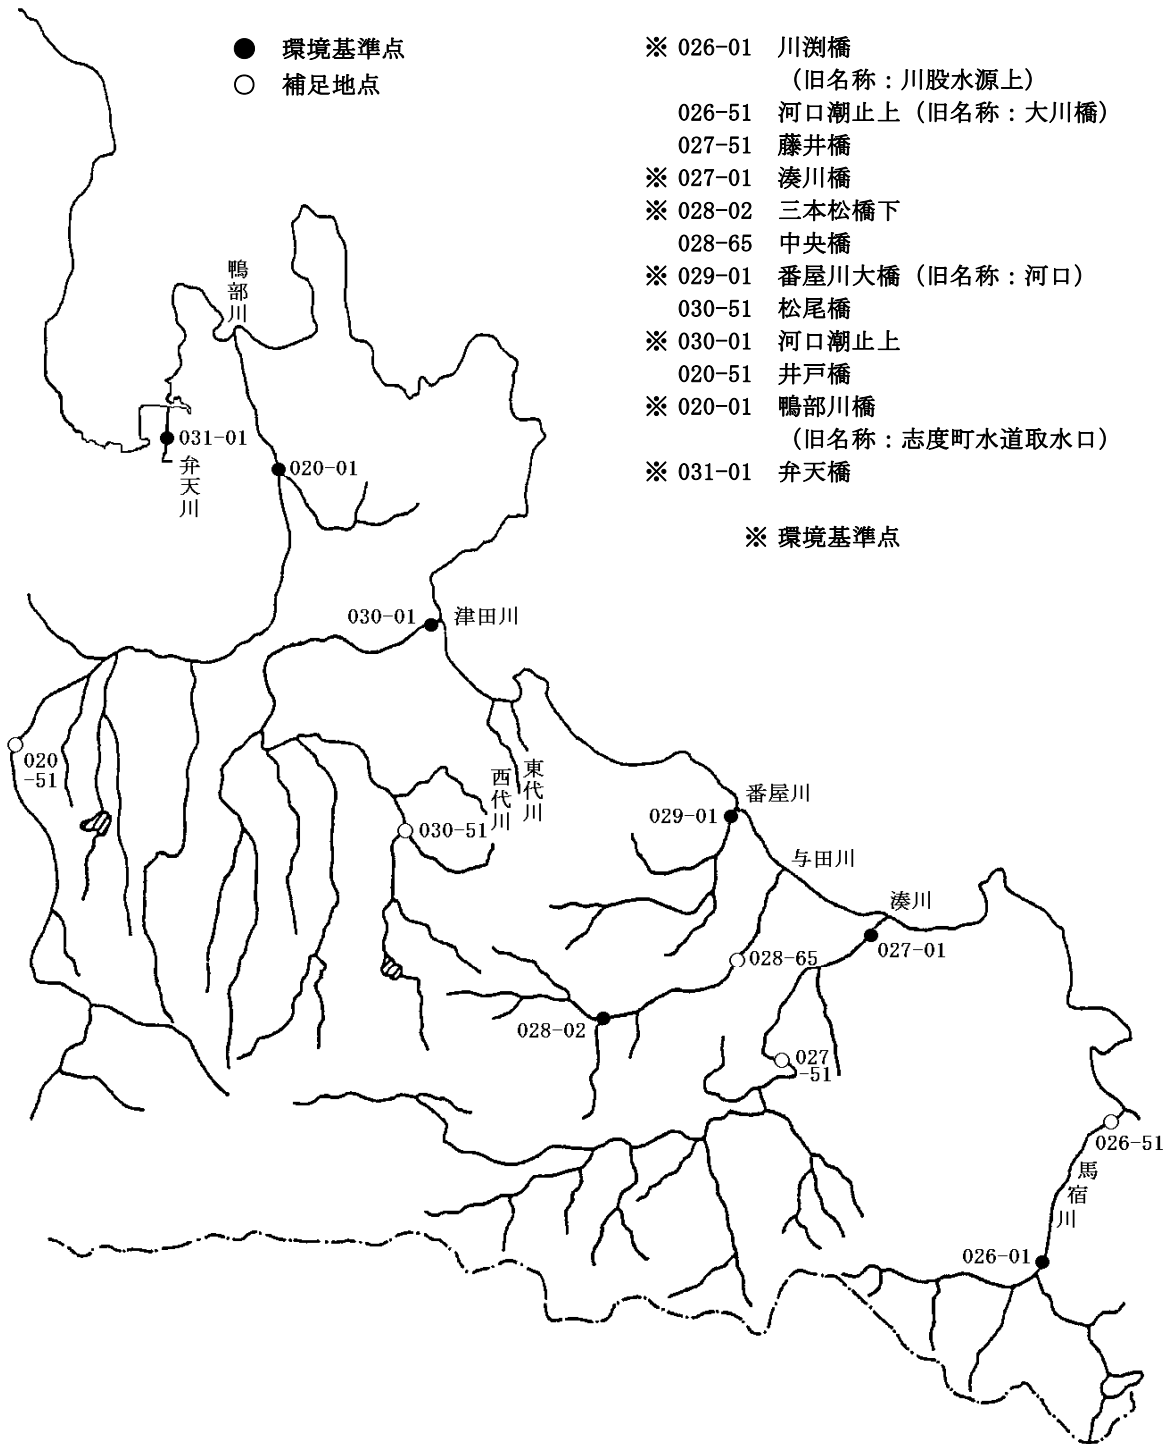 ● 環境基準点
○ 補足地点
※ 026-01 川渕橋
（旧名称：川股水源上）
026-51 河口潮止上（旧名称：大川橋）
027-51 藤井橋
※ 027-01 湊川橋
※ 028-02 三本松橋下
028-65 中央橋
※ 029-01 番屋川大橋（旧名称：河口）
030-51 松尾橋
※ 030-01 河口潮止上
020-51 井戸橋
※ 020-01 鴨部川橋
（旧名称：志度町水道取水口）
※ 031-01 弁天橋
※ 環境基準点
鴨部川
031-01
弁天川
020-01
030-01
津田川
020
-51
西代川
東代川
030-51
029-01
番屋川
与田川
湊川
027-01
028-65
028-02
027
-51
026-51
馬宿川
026-01